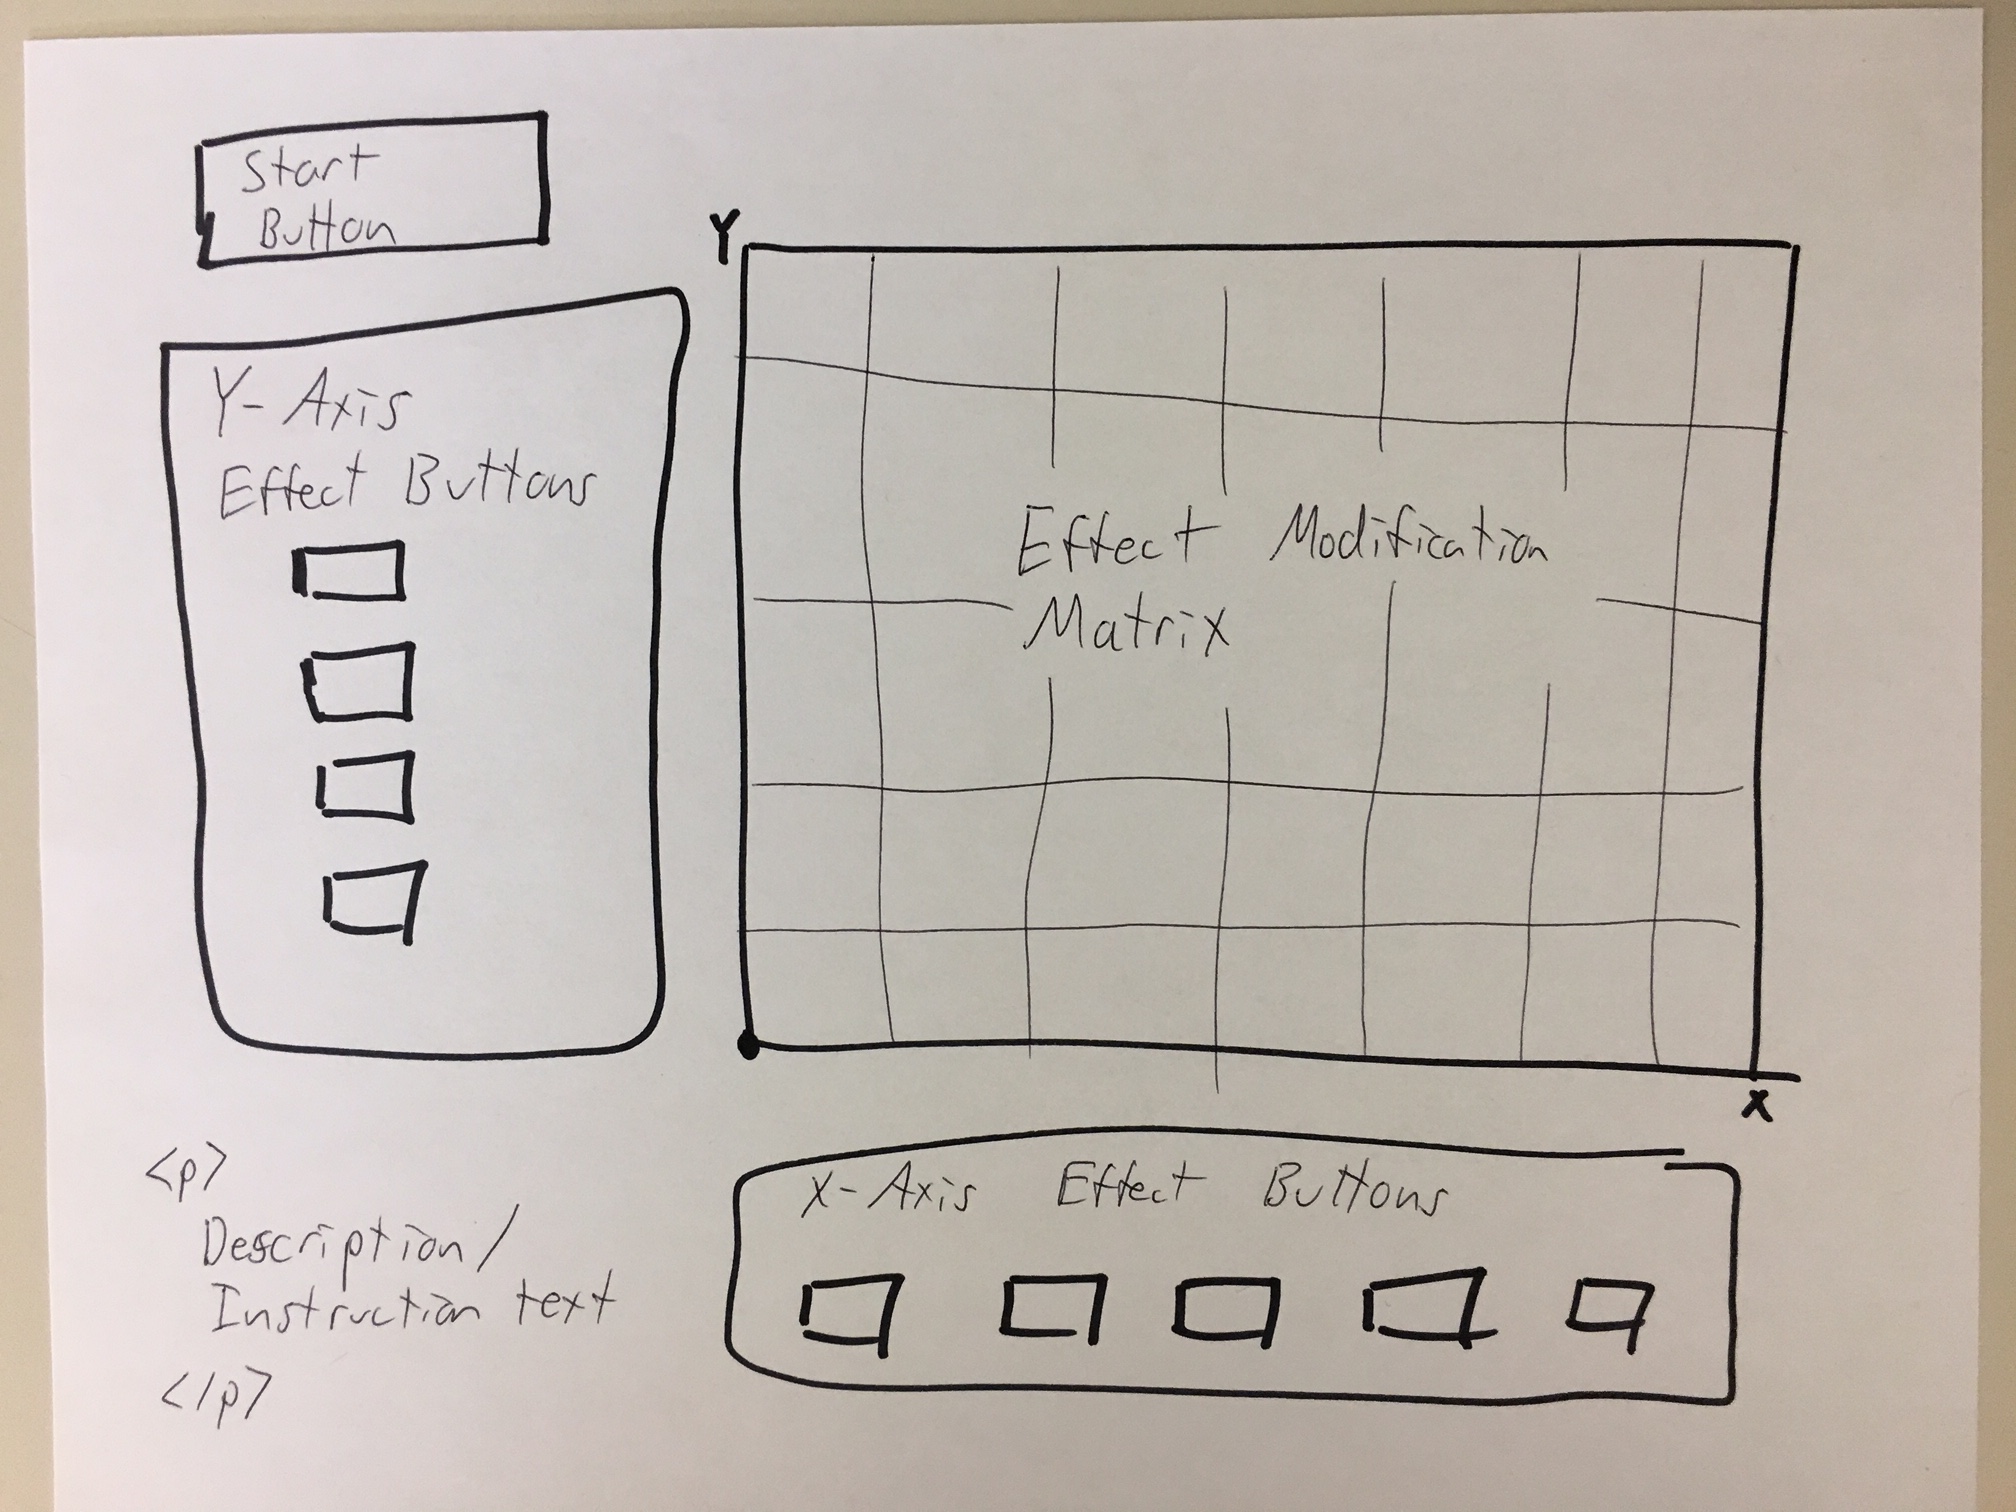 Start
Button
Y
Y-Axis
Effect Buttons
Effect Modification
Matrix
X
X-Axis Effect Buttons
<p>
Description/
Instruction text
</p>